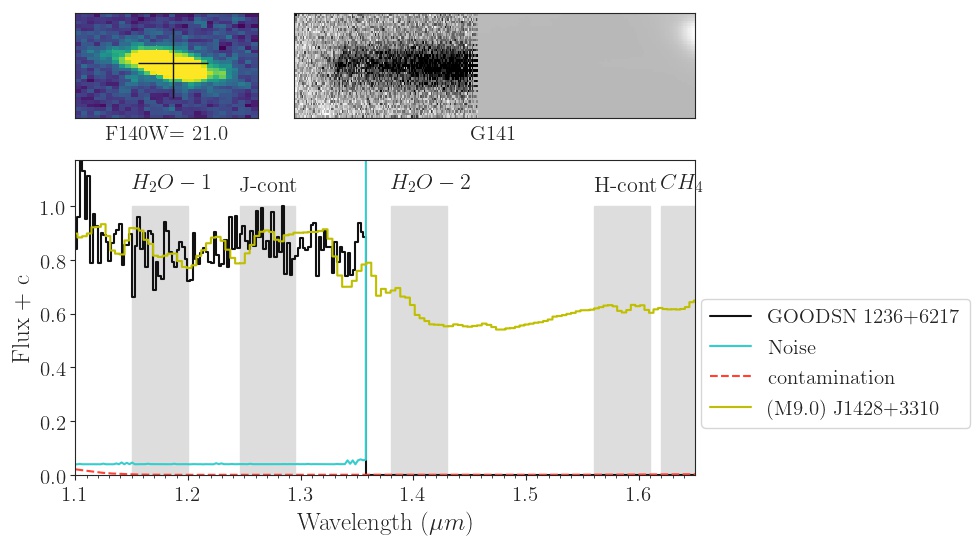 F140W= 21.0
G141
H2O − 1
J-cont
H2O − 2
H-cont
CH4
1.0
0.8
0.6
0.4
0.2
0.0
Flux + c
1.1
1.2
1.3
1.4
1.5
1.6
Wavelength (μm)
GOODSN 1236+6217
Noise
contamination
(M9.0) J1428+3310